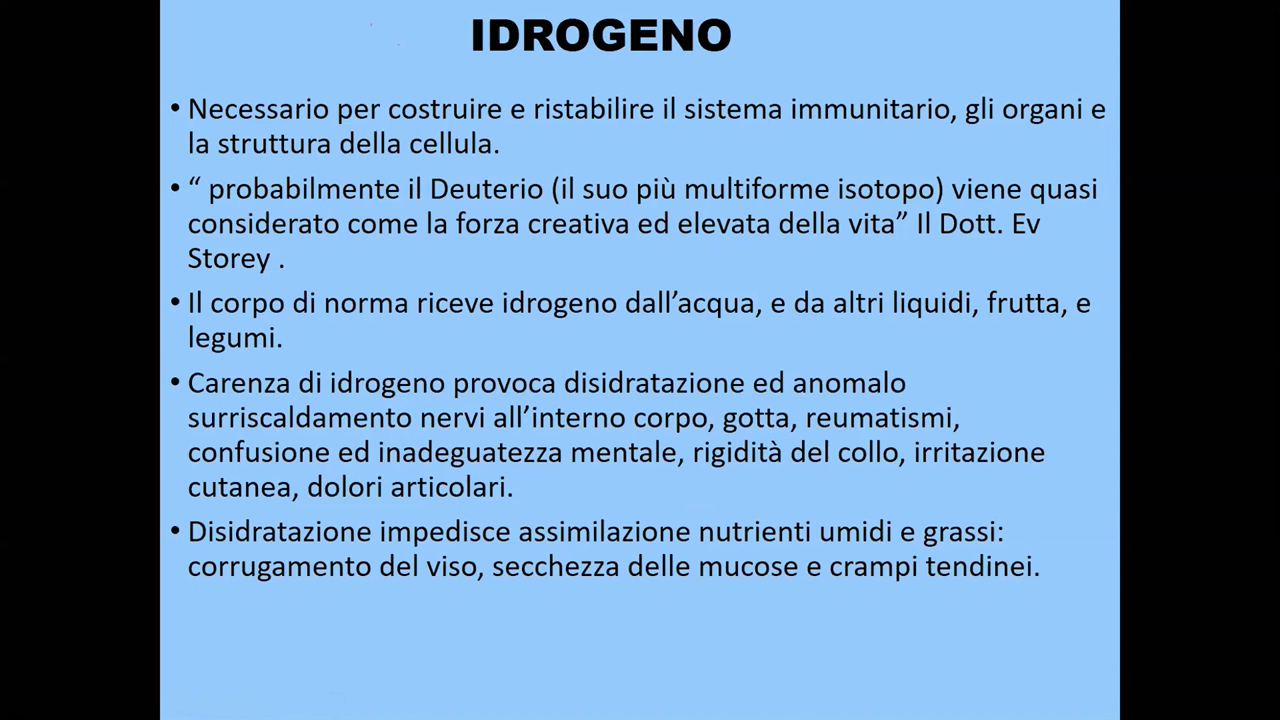 IDROGENO
• Necessario per costruire e ristabilire il sistema immunitario, gli organi e
la struttura della cellula.
• “ probabilmente il Deuterio (il suo più multiforme isotopo) viene quasi
considerato come la forza creativa ed elevata della vita” Il Dott. Ev
Storey .
• Il corpo di norma riceve idrogeno dall’acqua, e da altri liquidi, frutta, e
legumi.
• Carenza di idrogeno provoca disidratazione ed anomalo
surriscaldamento nervi all’interno corpo, gotta, reumatismi,
confusione ed inadeguatezza mentale, rigidità del collo, irritazione
cutanea, dolori articolari.
• Disidratazione impedisce assimilazione nutrienti umidi e grassi:
corrugamento del viso, secchezza delle mucose e crampi tendinei.